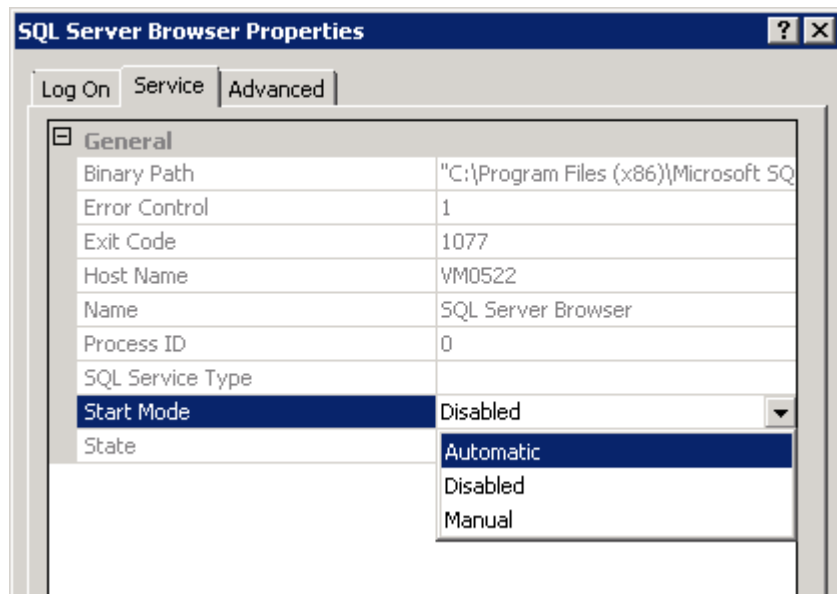 SQL Server Browser Properties
Log On Service Advanced
General
Binary Path "C:\Program Files (x86)\Microsoft SQ
Error Control 1
Exit Code 1077
Host Name VM0522
Name SQL Server Browser
Process ID 0
SQL Service Type
Start Mode Disabled
State
Automatic
Disabled
Manual